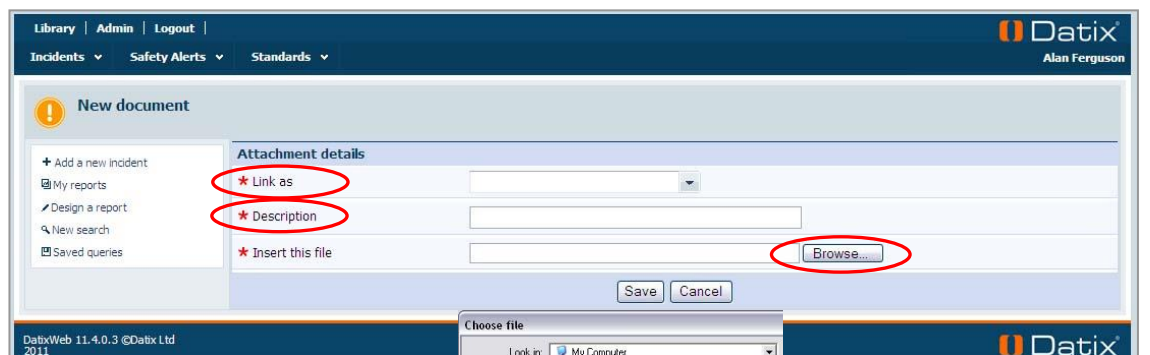 Library | Admin | Logout |
Datix
Incidents Safety Alerts Standards
Alan Ferguson
New document
+ Add a new incident
My reports
Design a report
New search
Saved queries
Attachment details
* Link as
* Description
* Insert this file Browse...
Save Cancel
Choose file
Look in: My Computer
DatixWeb 11.4.0.3 ©Datix Ltd
2011
Datix